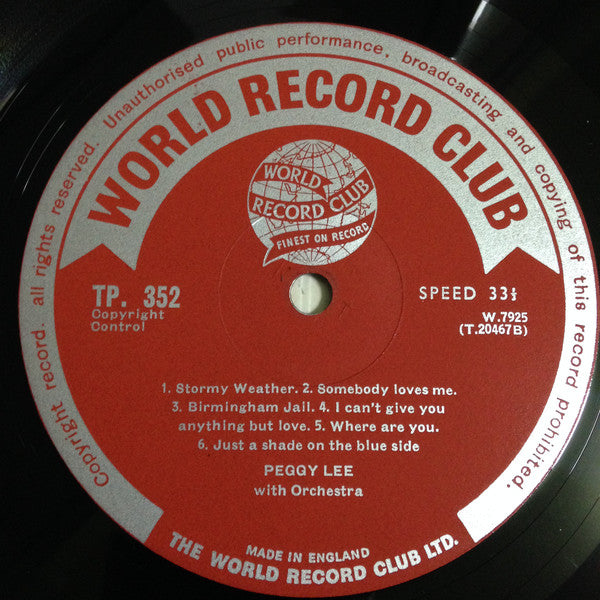 Copyright record. all rights reserved. Unauthorised public performance, broadcasting and copying of this record prohibited.
WORLD RECORD CLUB
WORLD
RECORD CLUB
FINEST ON RECORD
TP. 352
Copyright
Control
SPEED 33⅓
W.7925
(T.20467B)
1. Stormy Weather. 2. Somebody loves me.
3. Birmingham Jail. 4. I can't give you
anything but love. 5. Where are you.
6. Just a shade on the blue side
PEGGY LEE
with Orchestra
MADE IN ENGLAND
THE WORLD RECORD CLUB LTD.